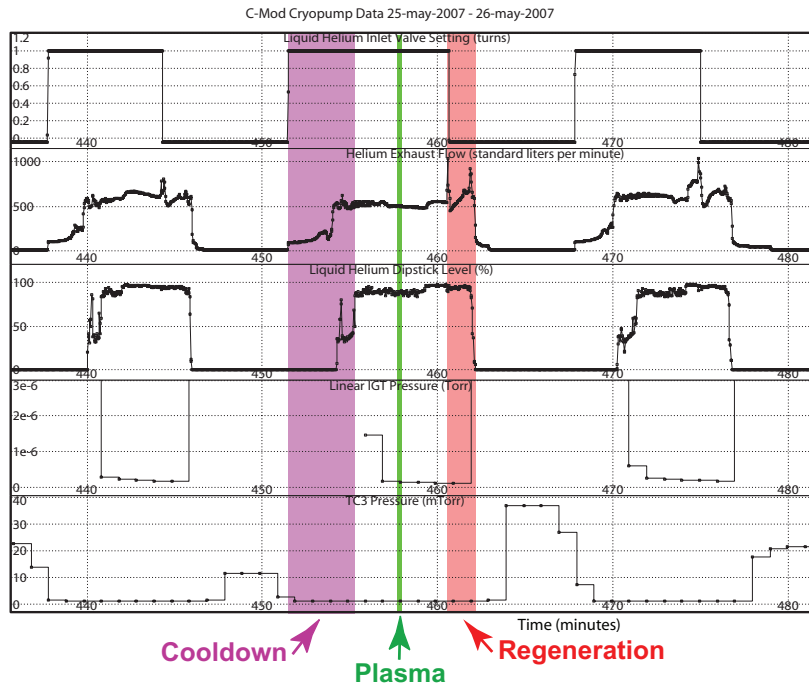 C-Mod Cryopump Data 25-may-2007 - 26-may-2007
Liquid Helium Inlet Valve Setting (turns)
1.2
1
0.8
0.6
0.4
0.2
0
440 450 460 470 480
Helium Exhaust Flow (standard liters per minute)
1000
500
0
440 450 460 470 480
Liquid Helium Dipstick Level (%)
100
50
0
440 450 460 470 480
Linear IGT Pressure (Torr)
3e-6
2e-6
1e-6
0
440 450 460 470 480
TC3 Pressure (mTorr)
40
30
20
10
0
440 450 460 470 480
Time (minutes)
Cooldown
Plasma
Regeneration